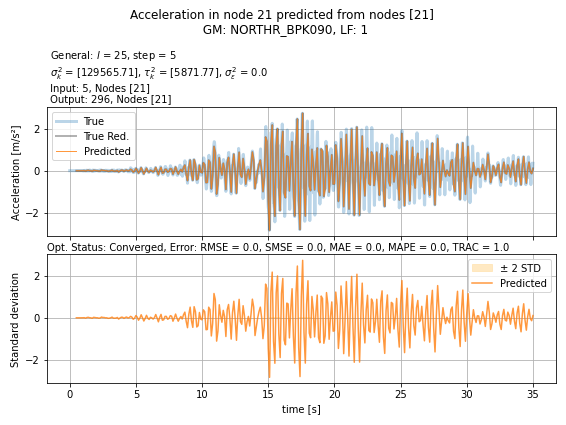 Acceleration in node 21 predicted from nodes [21]
GM: NORTHR_BPK090, LF: 1
General: l = 25, step = 5
σ²ₖ = [129565.71], τ²ₖ = [5871.77], σ²ε = 0.0
Input: 5, Nodes [21]
Output: 296, Nodes [21]
Acceleration [m/s²]
2
0
−2
True
True Red.
Predicted
Opt. Status: Converged, Error: RMSE = 0.0, SMSE = 0.0, MAE = 0.0, MAPE = 0.0, TRAC = 1.0
Standard deviation
2
0
−2
± 2 STD
Predicted
0 5 10 15 20 25 30 35
time [s]